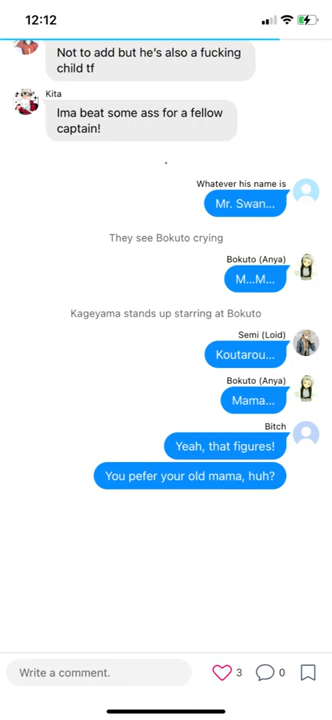 12:12
Not to add but he's also a fucking
child tf
Kita
Ima beat some ass for a fellow
captain!
.
Whatever his name is
Mr. Swan...
They see Bokuto crying
Bokuto (Anya)
M...M...
Kageyama stands up starring at Bokuto
Semi (Loid)
Koutarou...
Bokuto (Anya)
Mama...
Bitch
Yeah, that figures!
You pefer your old mama, huh?
Write a comment.
3
0